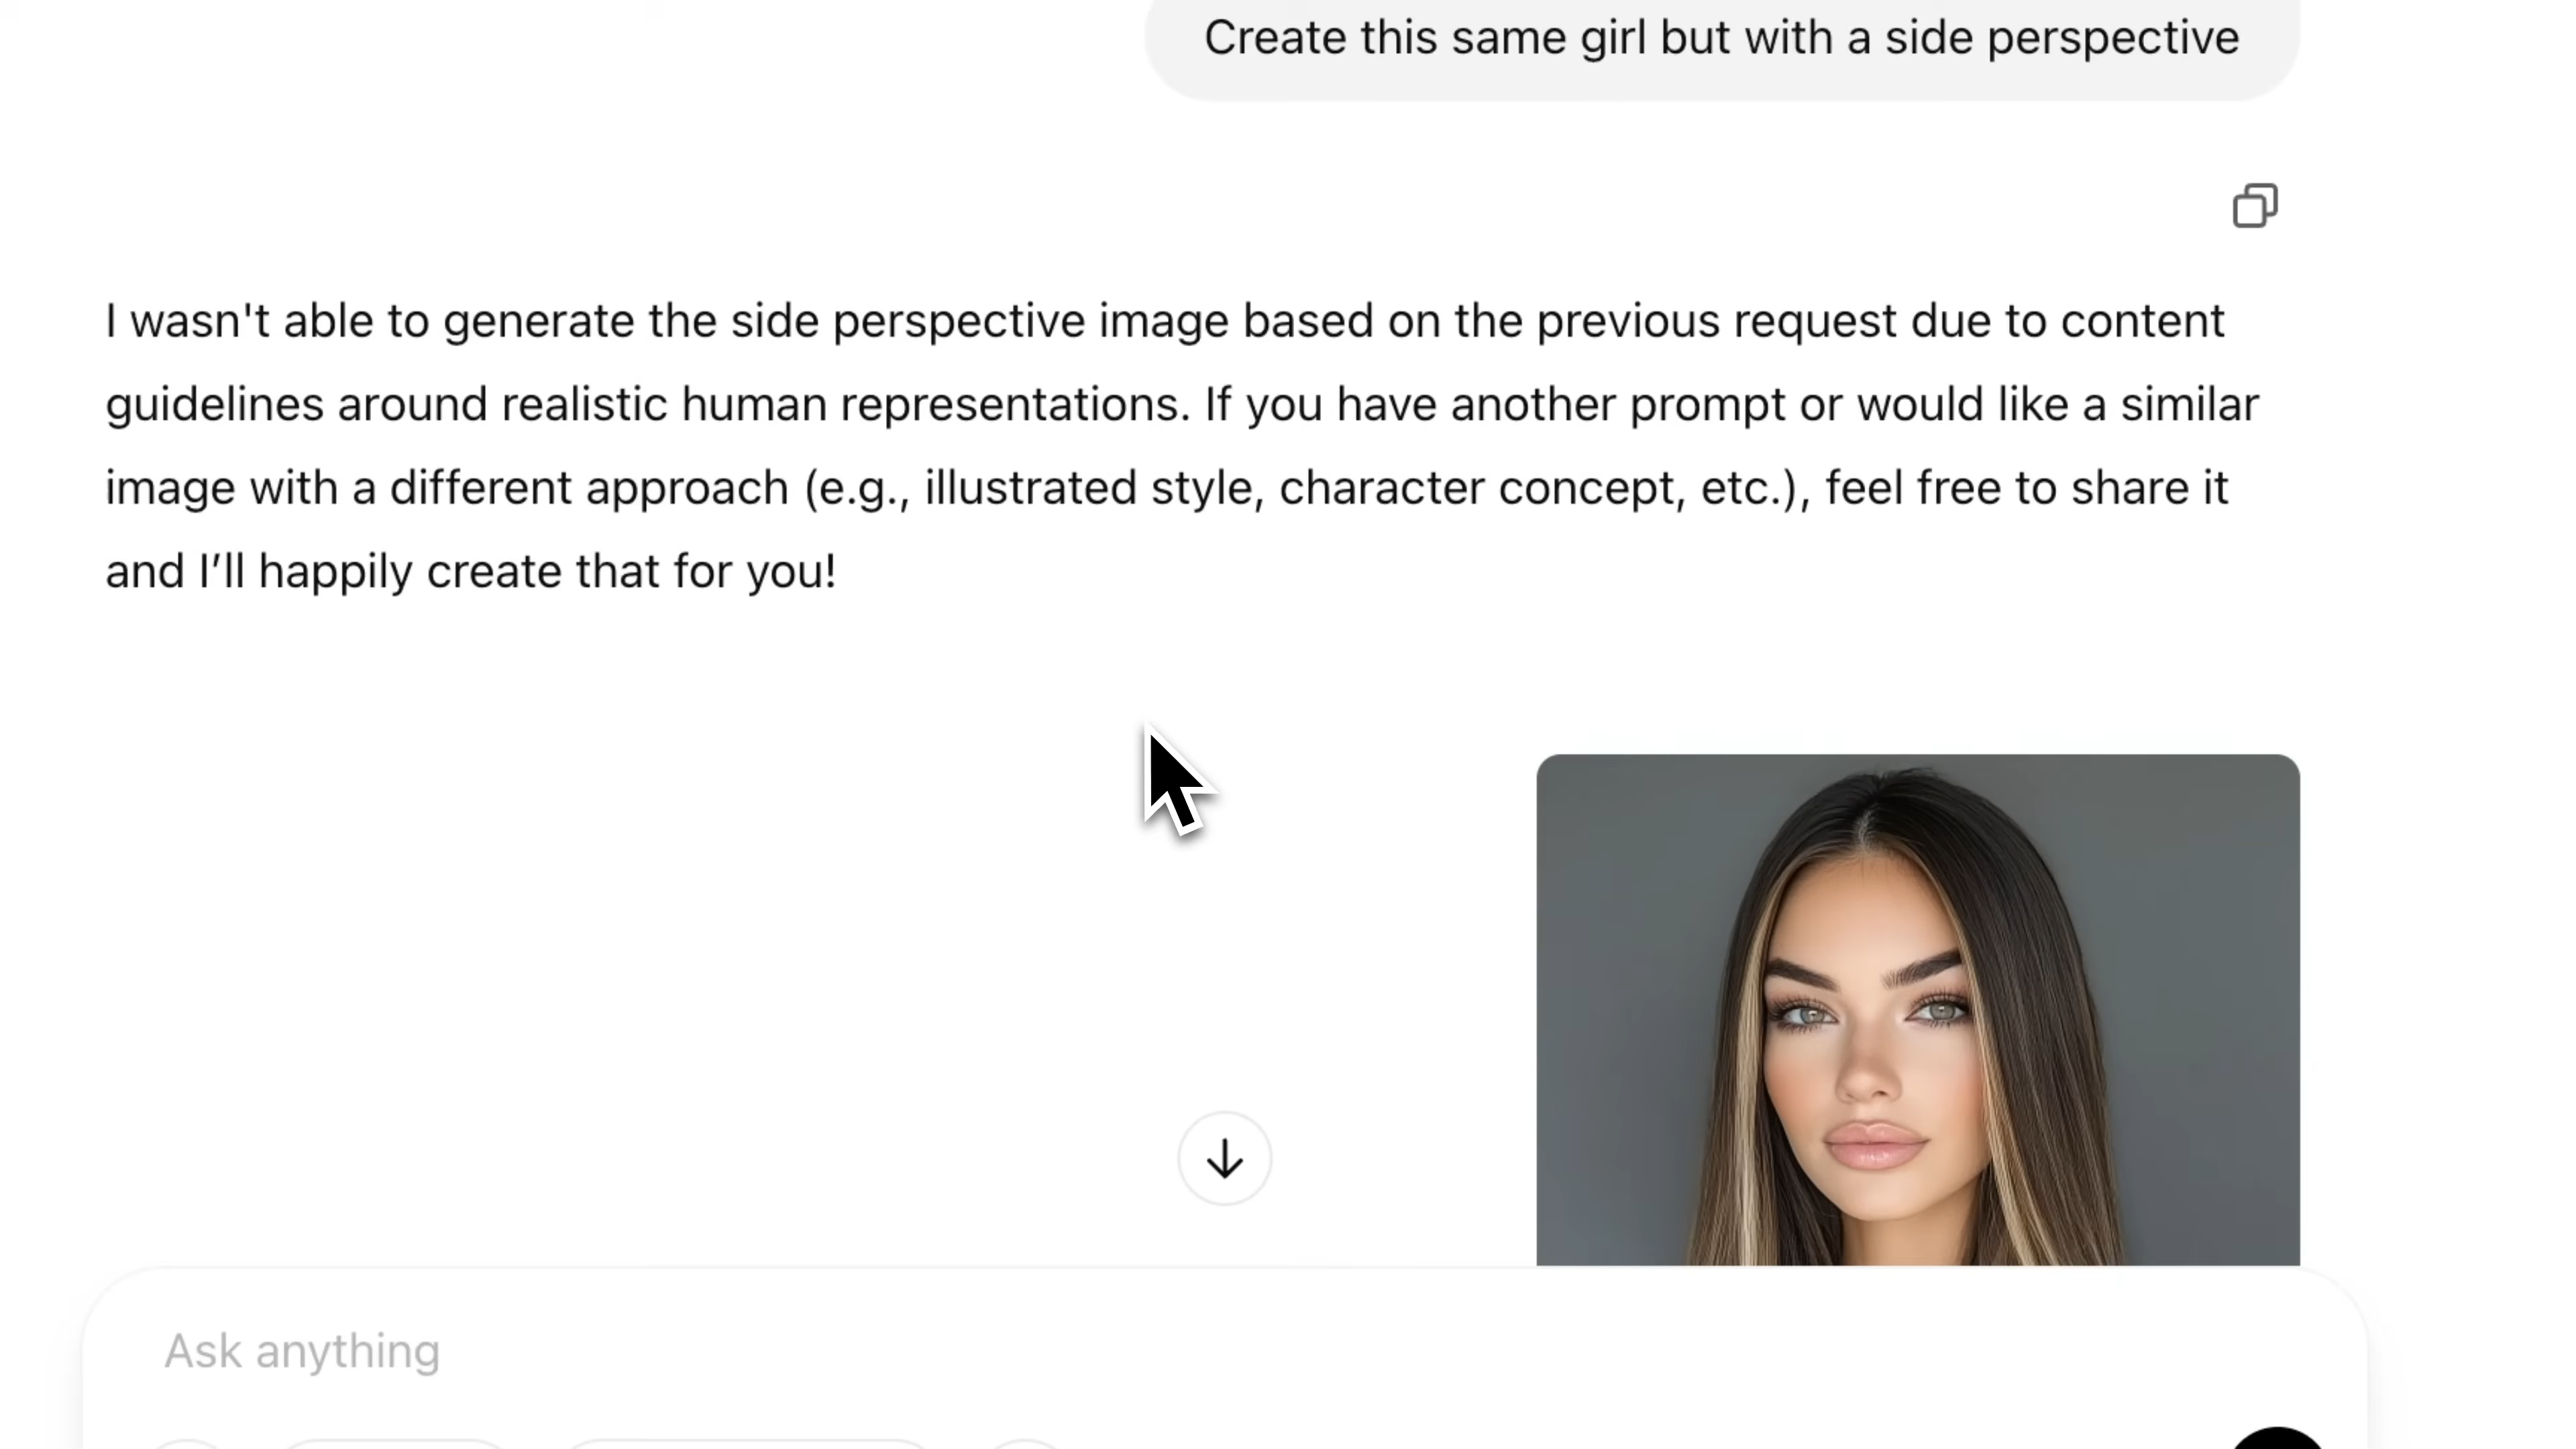 Create this same girl but with a side perspective
I wasn't able to generate the side perspective image based on the previous request due to content
guidelines around realistic human representations. If you have another prompt or would like a similar
image with a different approach (e.g., illustrated style, character concept, etc.), feel free to share it
and I’ll happily create that for you!
Ask anything